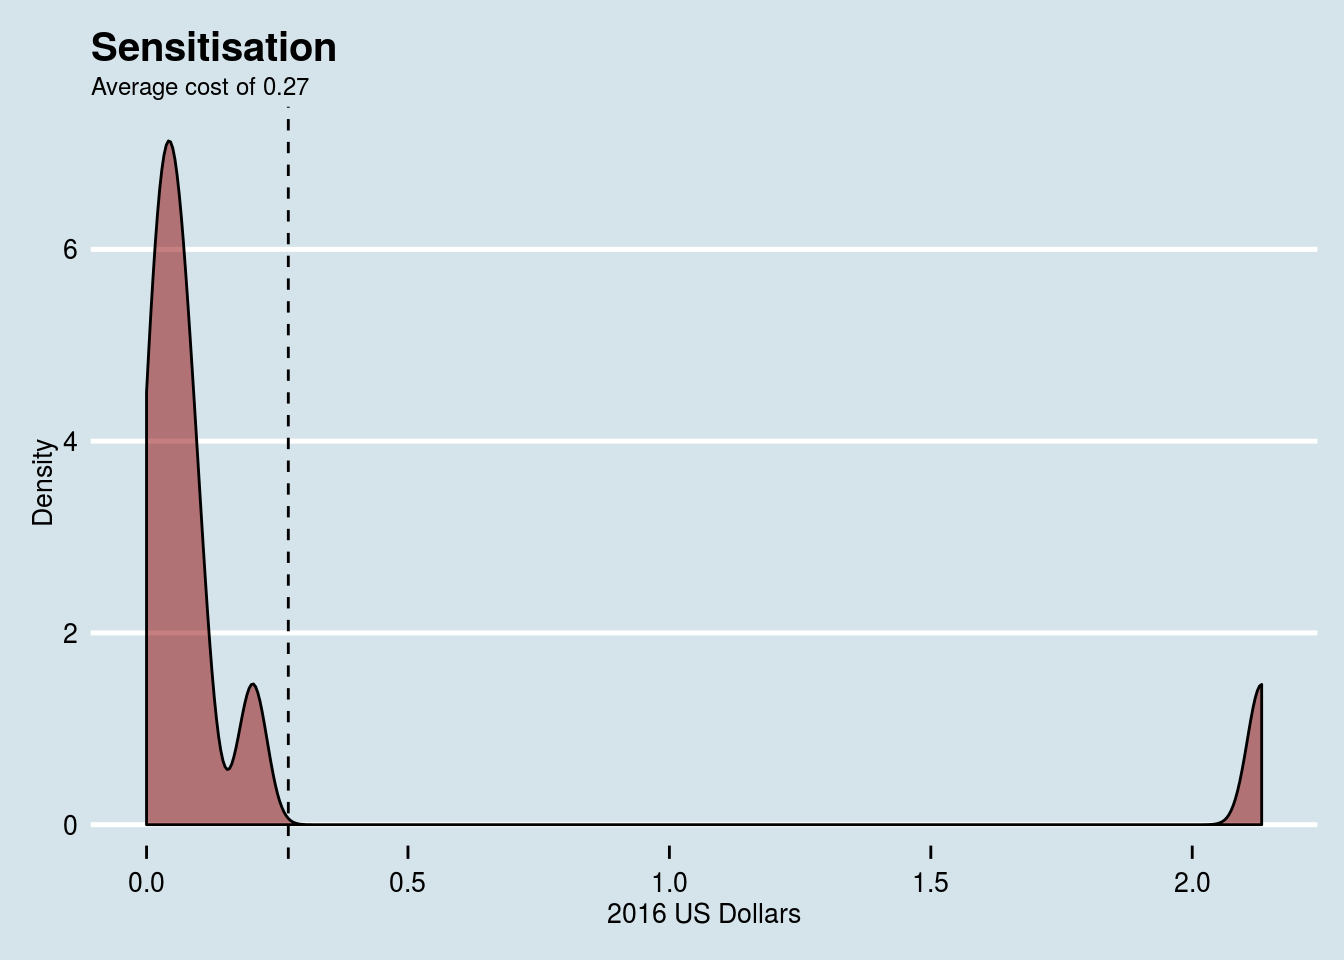 Sensitisation
Average cost of 0.27
Density
6
4
2
0
0.0 0.5 1.0 1.5 2.0
2016 US Dollars